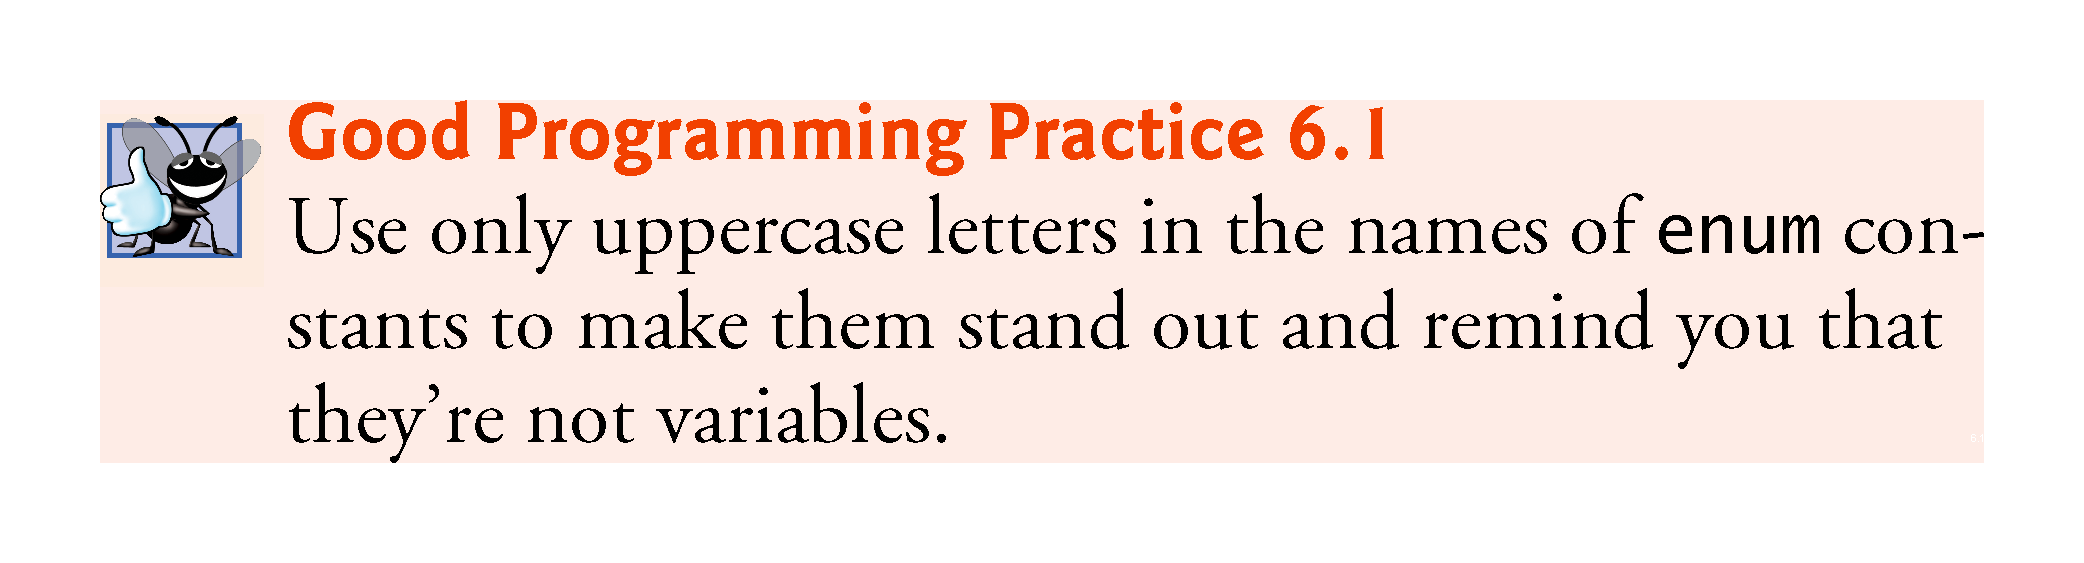 Good Programming Practice 6.1
Use only uppercase letters in the names of enum con-
stants to make them stand out and remind you that
they’re not variables.